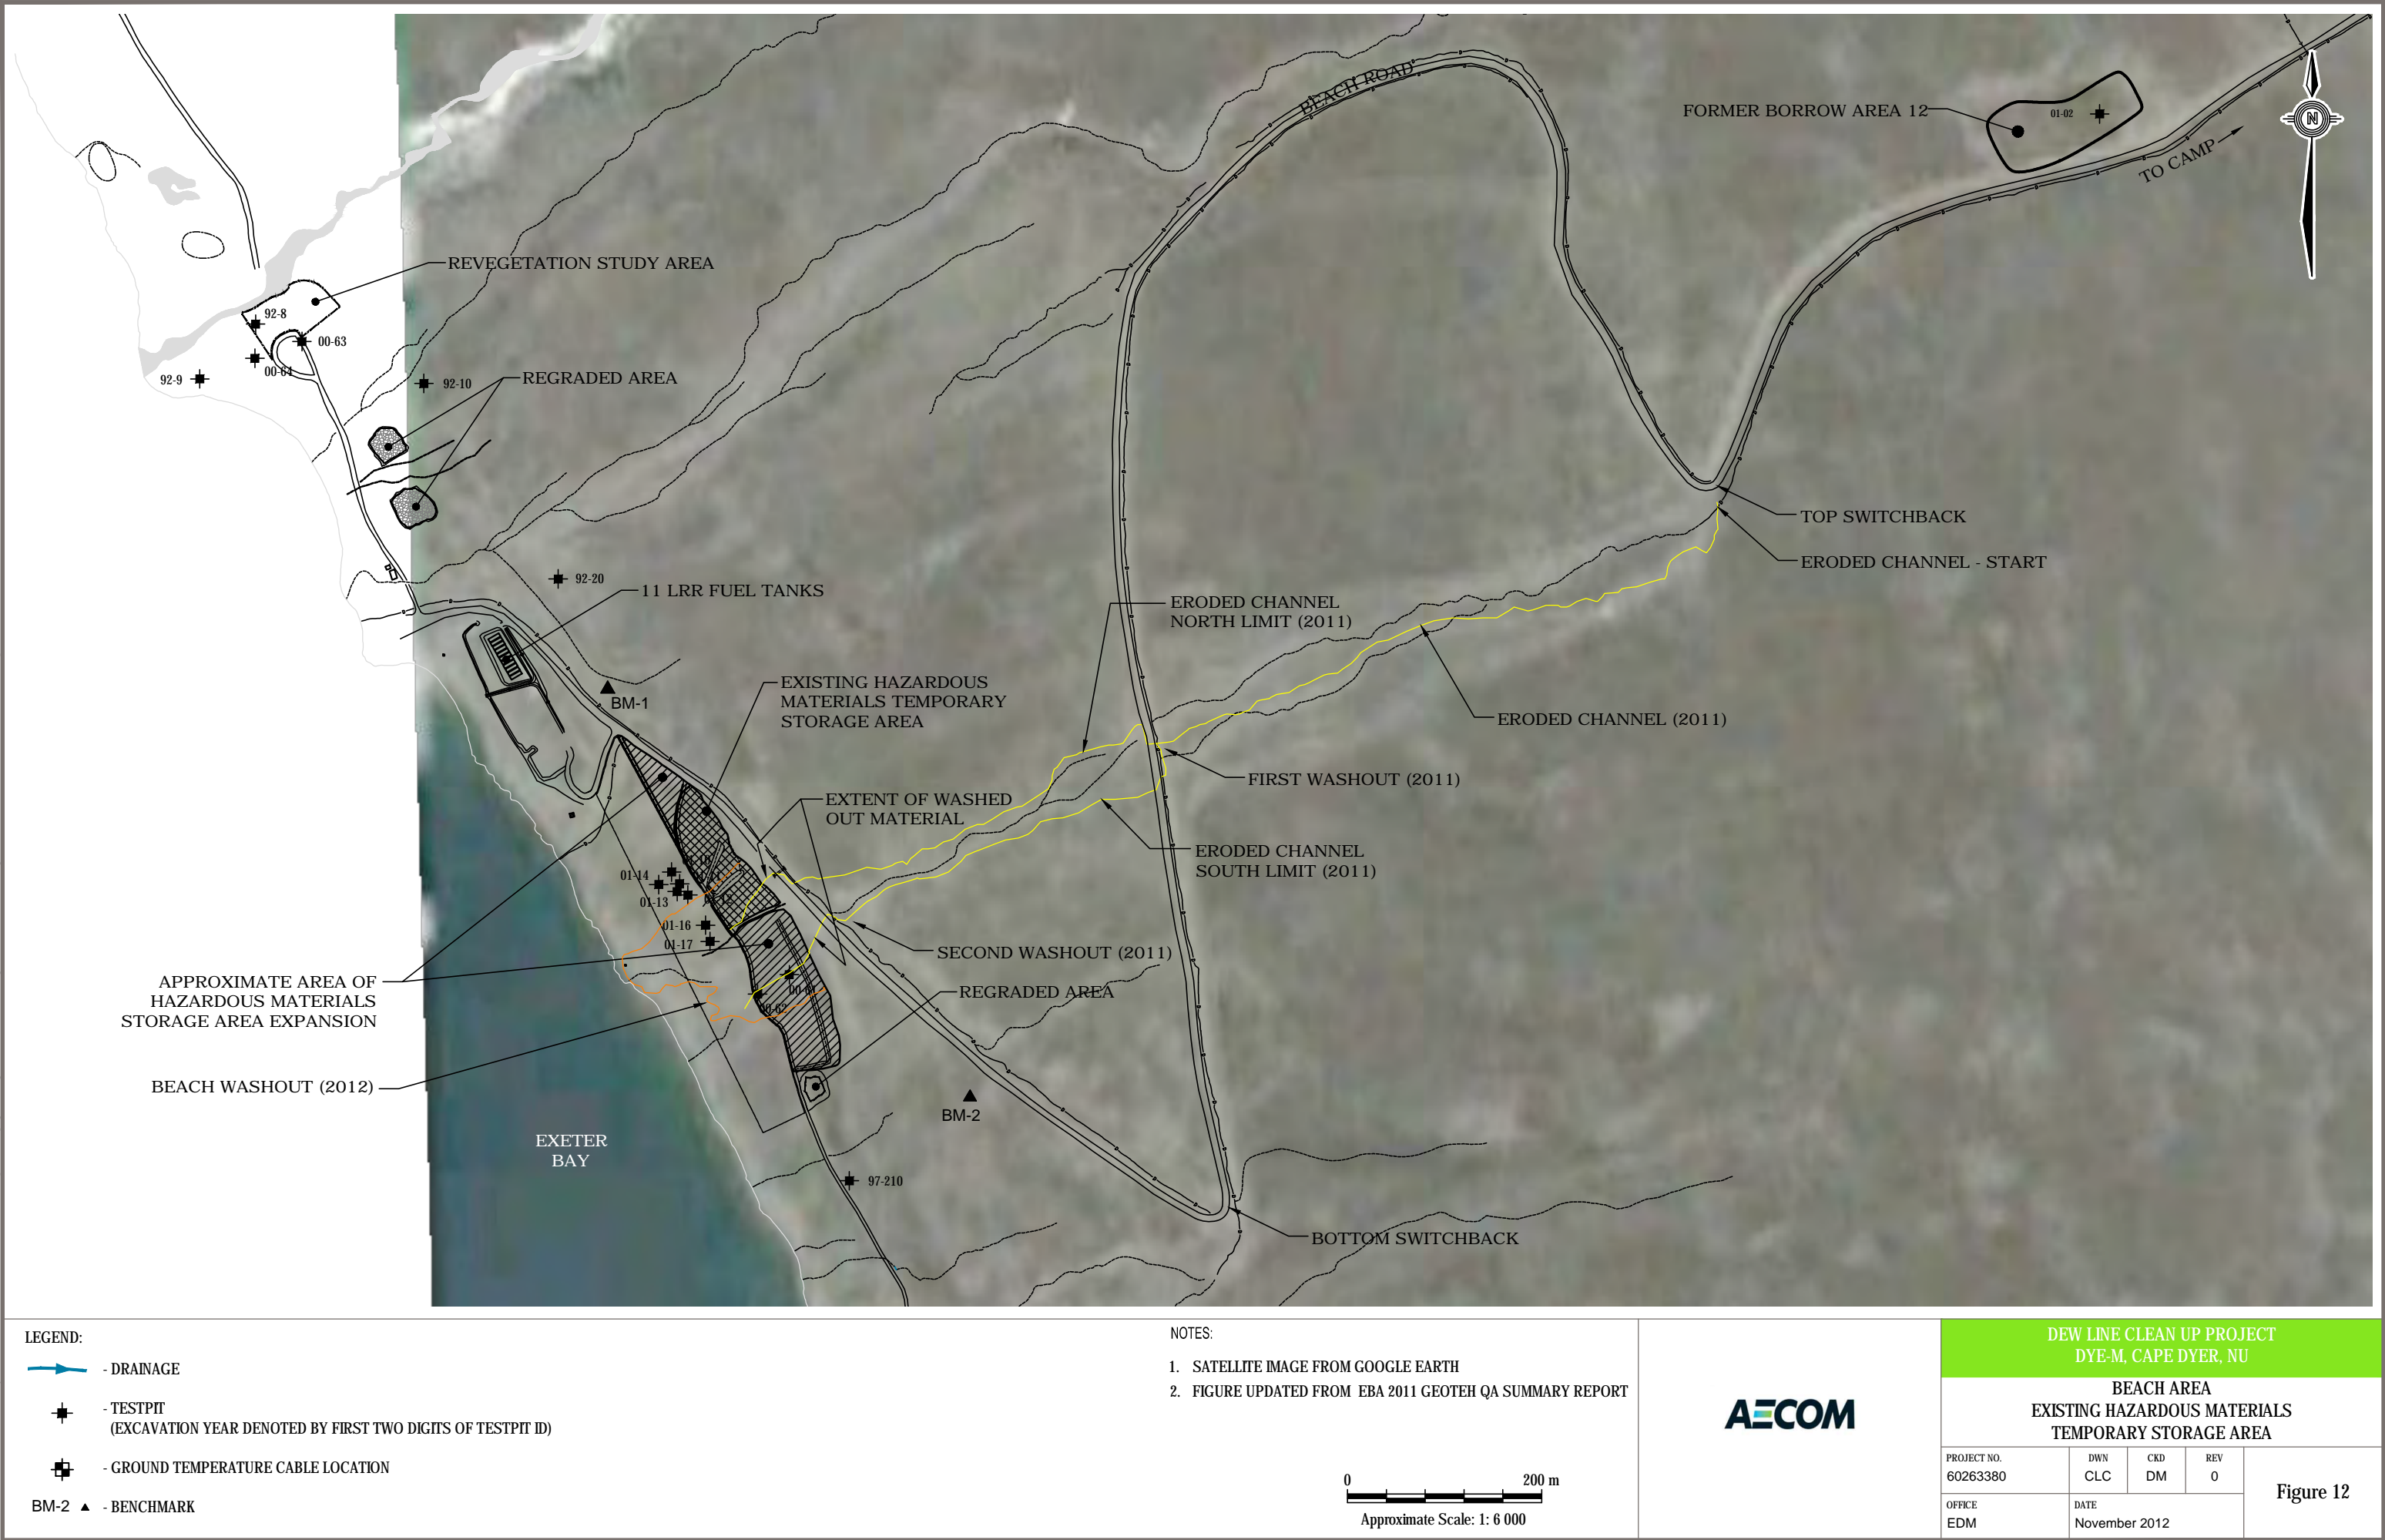 BEACH ROAD
FORMER BORROW AREA 12
01-02
TO CAMP
N
REVEGETATION STUDY AREA
92-8
00-63
00-64
92-9
92-10
REGRADED AREA
TOP SWITCHBACK
ERODED CHANNEL - START
92-20
11 LRR FUEL TANKS
ERODED CHANNEL
NORTH LIMIT (2011)
BM-1
EXISTING HAZARDOUS
MATERIALS TEMPORARY
STORAGE AREA
ERODED CHANNEL (2011)
FIRST WASHOUT (2011)
EXTENT OF WASHED
OUT MATERIAL
ERODED CHANNEL
SOUTH LIMIT (2011)
01-14
01-13
01-16
01-17
SECOND WASHOUT (2011)
APPROXIMATE AREA OF
HAZARDOUS MATERIALS
STORAGE AREA EXPANSION
00-62
REGRADED AREA
BEACH WASHOUT (2012)
BM-2
EXETER
BAY
97-210
BOTTOM SWITCHBACK
LEGEND:
- DRAINAGE
- TESTPIT
(EXCAVATION YEAR DENOTED BY FIRST TWO DIGITS OF TESTPIT ID)
- GROUND TEMPERATURE CABLE LOCATION
BM-2 - BENCHMARK
NOTES:
1. SATELLITE IMAGE FROM GOOGLE EARTH
2. FIGURE UPDATED FROM EBA 2011 GEOTEH QA SUMMARY REPORT
0 200 m
Approximate Scale: 1: 6 000
AECOM
DEW LINE CLEAN UP PROJECT
DYE-M, CAPE DYER, NU
BEACH AREA
EXISTING HAZARDOUS MATERIALS
TEMPORARY STORAGE AREA
PROJECT NO. DWN CKD REV
60263380 CLC DM 0
OFFICE DATE
EDM November 2012
Figure 12